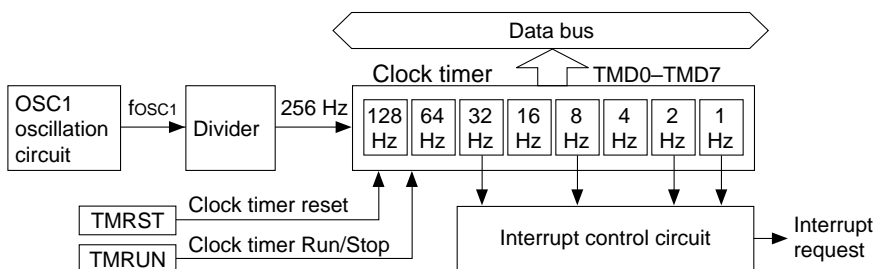 Data bus
Clock timer
TMD0–TMD7
OSC1
oscillation
circuit
fOSC1
Divider
256 Hz
128 Hz
64 Hz
32 Hz
16 Hz
8 Hz
4 Hz
2 Hz
1 Hz
TMRST
Clock timer reset
TMRUN
Clock timer Run/Stop
Interrupt control circuit
Interrupt
request